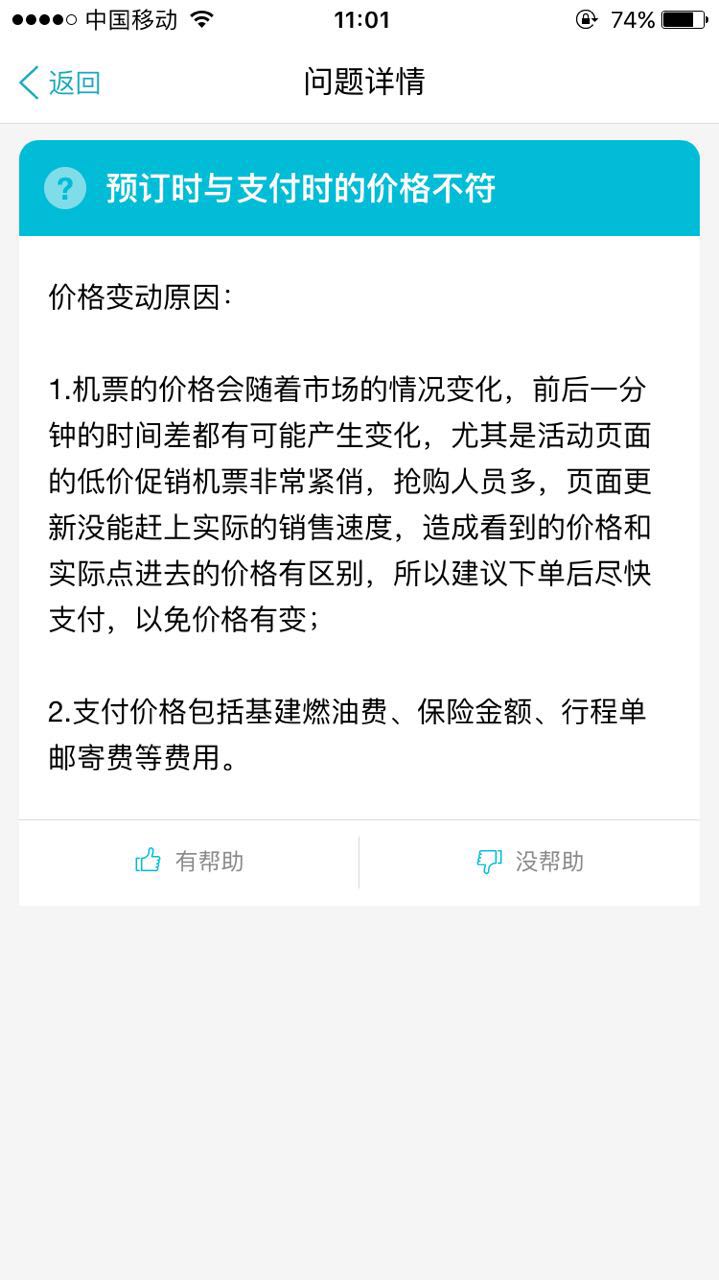 中国移动
11:01
74%
返回
问题详情
?
预订时与支付时的价格不符
价格变动原因：
1.机票的价格会随着市场的情况变化，前后一分
钟的时间差都有可能产生变化，尤其是活动页面
的低价促销机票非常紧俏，抢购人员多，页面更
新没能赶上实际的销售速度，造成看到的价格和
实际点进去的价格有区别，所以建议下单后尽快
支付，以免价格有变；
2.支付价格包括基建燃油费、保险金额、行程单
邮寄费等费用。
有帮助
没帮助